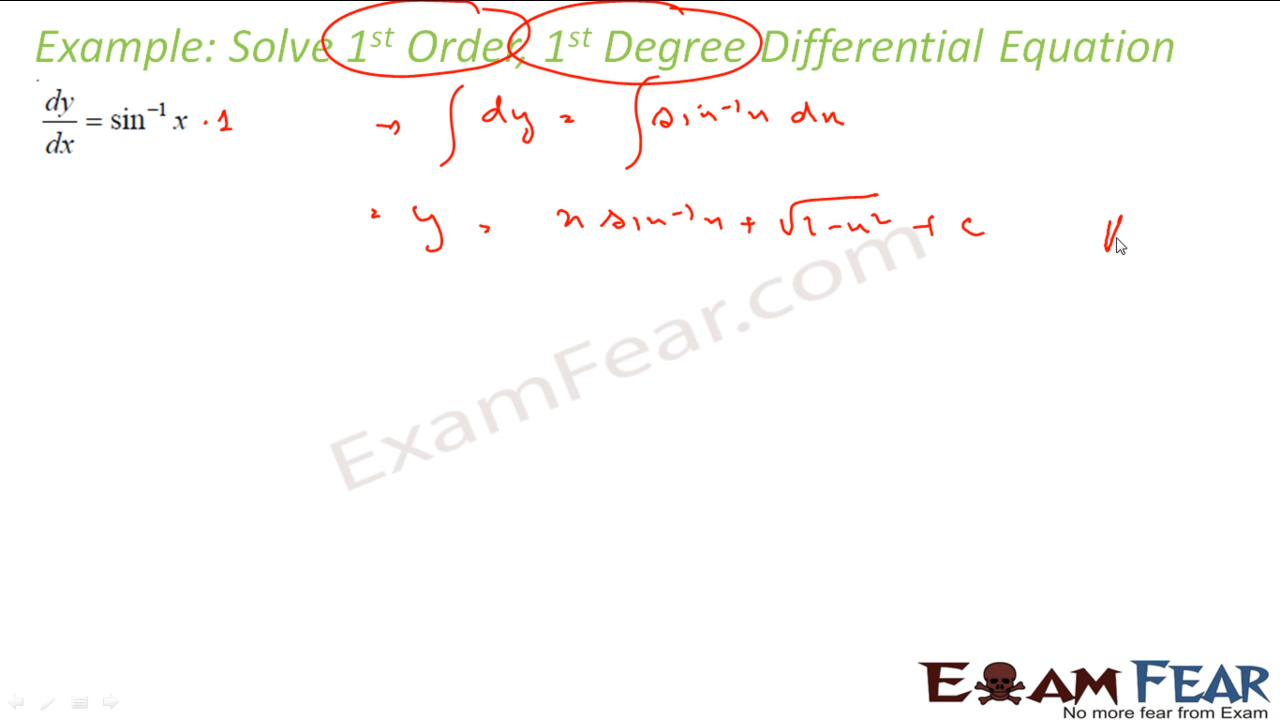 Example: Solve 1st Order, 1st Degree Differential Equation
dy/dx = sin⁻¹ x · 1
→ ∫ dy = ∫ sin⁻¹x dx
= y = x sin⁻¹x + √1-x² + c
ExamFear.com
EXAM FEAR
No more fear from Exam